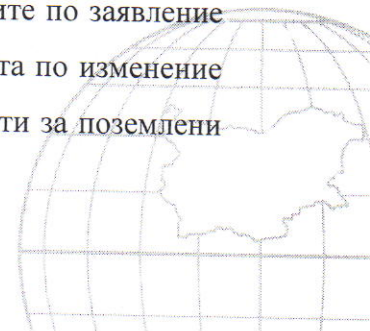 ите по заявление
та по изменение
ти за поземлени